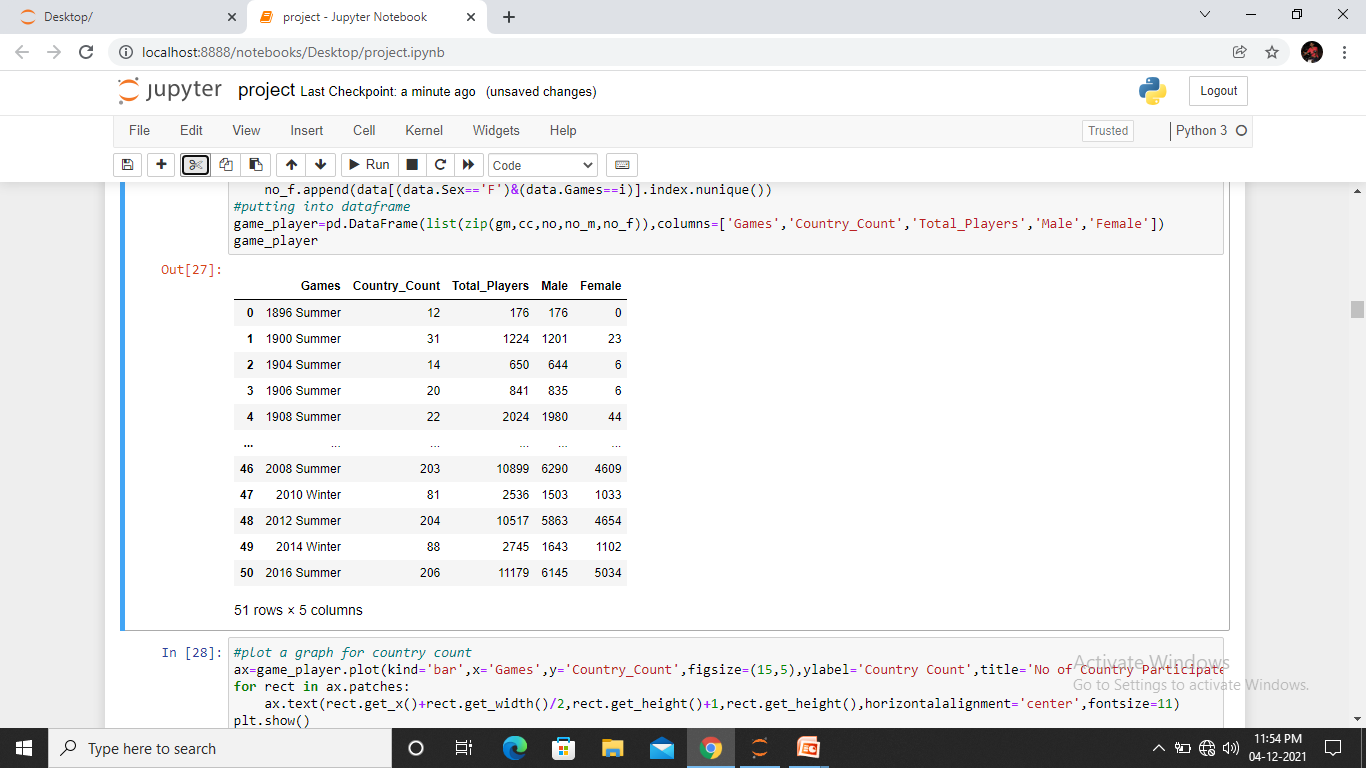 Desktop/
project - Jupyter Notebook
localhost:8888/notebooks/Desktop/project.ipynb
jupyter project Last Checkpoint: a minute ago (unsaved changes)
Logout
File Edit View Insert Cell Kernel Widgets Help
Trusted
Python 3
Run
Code
no_f.append(data[(data.Sex=='F')&(data.Games==i)].index.nunique())
#putting into dataframe
game_player=pd.DataFrame(list(zip(gm,cc,no,no_m,no_f)),columns=['Games','Country_Count','Total_Players','Male','Female'])
game_player
Out[27]:
Games Country_Count Total_Players Male Female
0 1896 Summer 12 176 176 0
1 1900 Summer 31 1224 1201 23
2 1904 Summer 14 650 644 6
3 1906 Summer 20 841 835 6
4 1908 Summer 22 2024 1980 44
... ... ... ... ... ...
46 2008 Summer 203 10899 6290 4609
47 2010 Winter 81 2536 1503 1033
48 2012 Summer 204 10517 5863 4654
49 2014 Winter 88 2745 1643 1102
50 2016 Summer 206 11179 6145 5034
51 rows × 5 columns
In [28]: #plot a graph for country count
ax=game_player.plot(kind='bar',x='Games',y='Country_Count',figsize=(15,5),ylabel='Country Count',title='No of Country Participate
for rect in ax.patches:
ax.text(rect.get_x()+rect.get_width()/2,rect.get_height()+1,rect.get_height(),horizontalalignment='center',fontsize=11)
plt.show()
Activate Windows
Go to Settings to activate Windows.
Type here to search
11:54 PM
04-12-2021